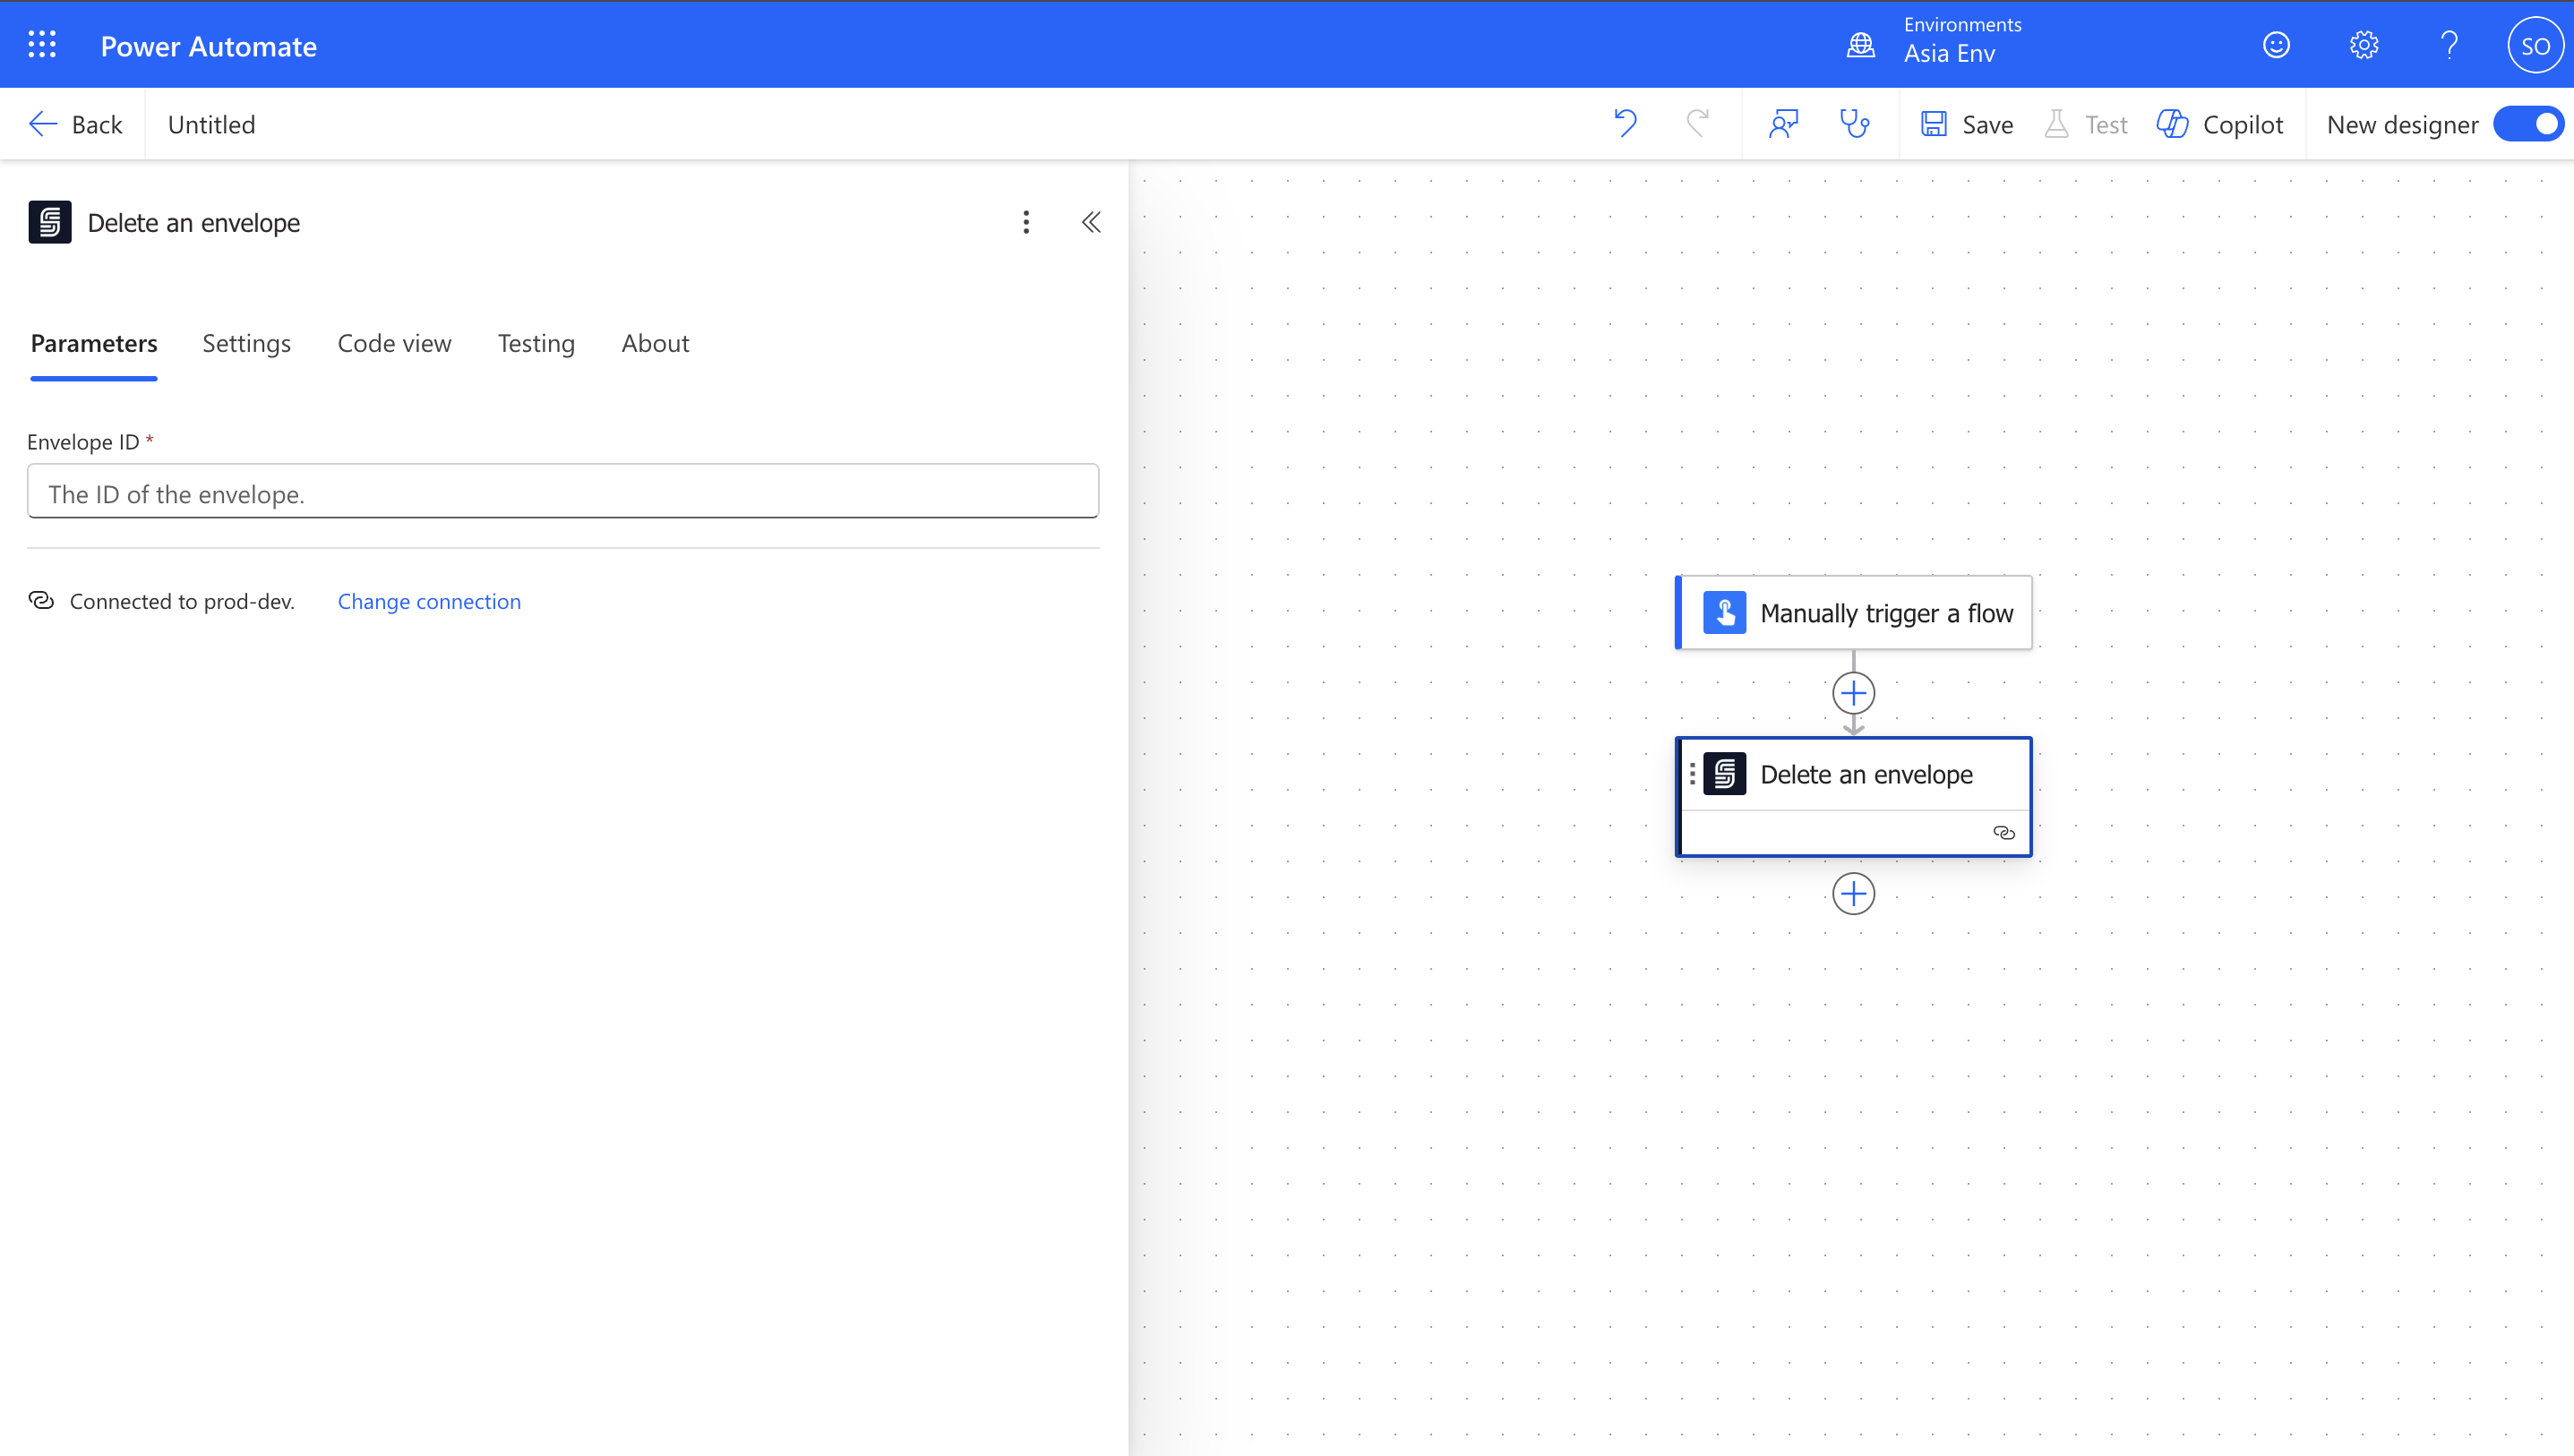 Power Automate
Environments
Asia Env
SO
Back
Untitled
Save
Test
Copilot
New designer
Delete an envelope
Parameters
Settings
Code view
Testing
About
Envelope ID *
The ID of the envelope.
Connected to prod-dev.
Change connection
Manually trigger a flow
Delete an envelope